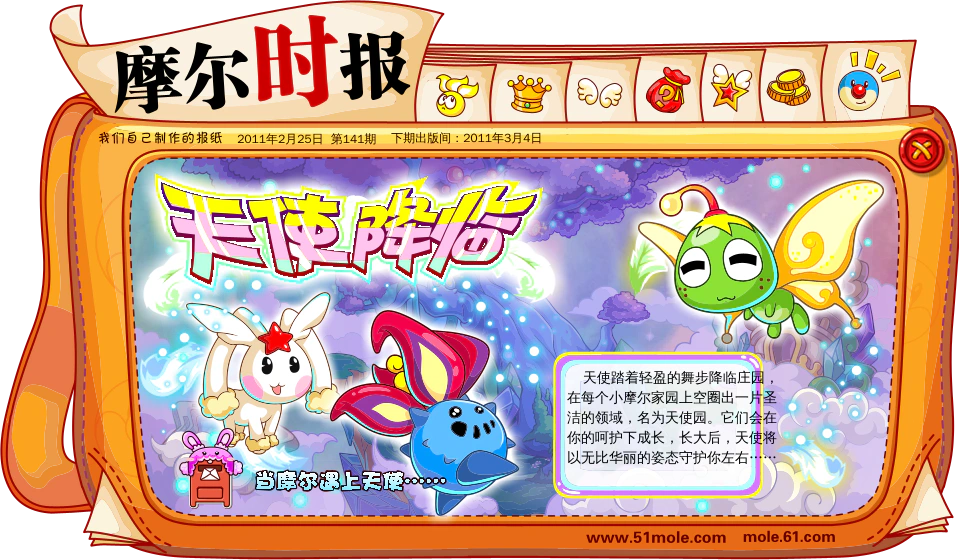 摩尔时报
我们自己制作的报纸 2011年2月25日 第141期 下期出版间：2011年3月4日
天使降临
天使踏着轻盈的舞步降临庄园，
在每个小摩尔家园上空圈出一片圣
洁的领域，名为天使园。它们会在
你的呵护下成长，长大后，天使将
以无比华丽的姿态守护你左右……
当摩尔遇上天使……
www.51mole.com mole.61.com